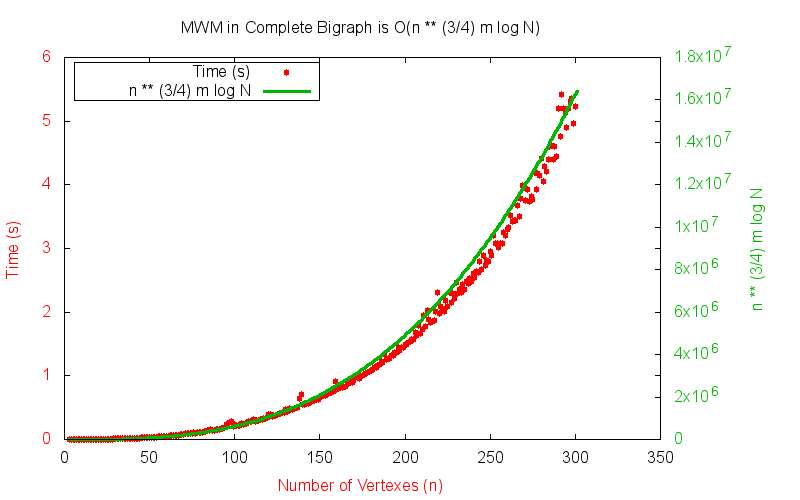 MWM in Complete Bigraph is O(n ** (3/4) m log N)
Time (s)
n ** (3/4) m log N
6
5
4
3
2
1
0
Time (s)
1.8x10^7
1.6x10^7
1.4x10^7
1.2x10^7
1x10^7
8x10^6
6x10^6
4x10^6
2x10^6
0
n ** (3/4) m log N
0 50 100 150 200 250 300 350
Number of Vertexes (n)